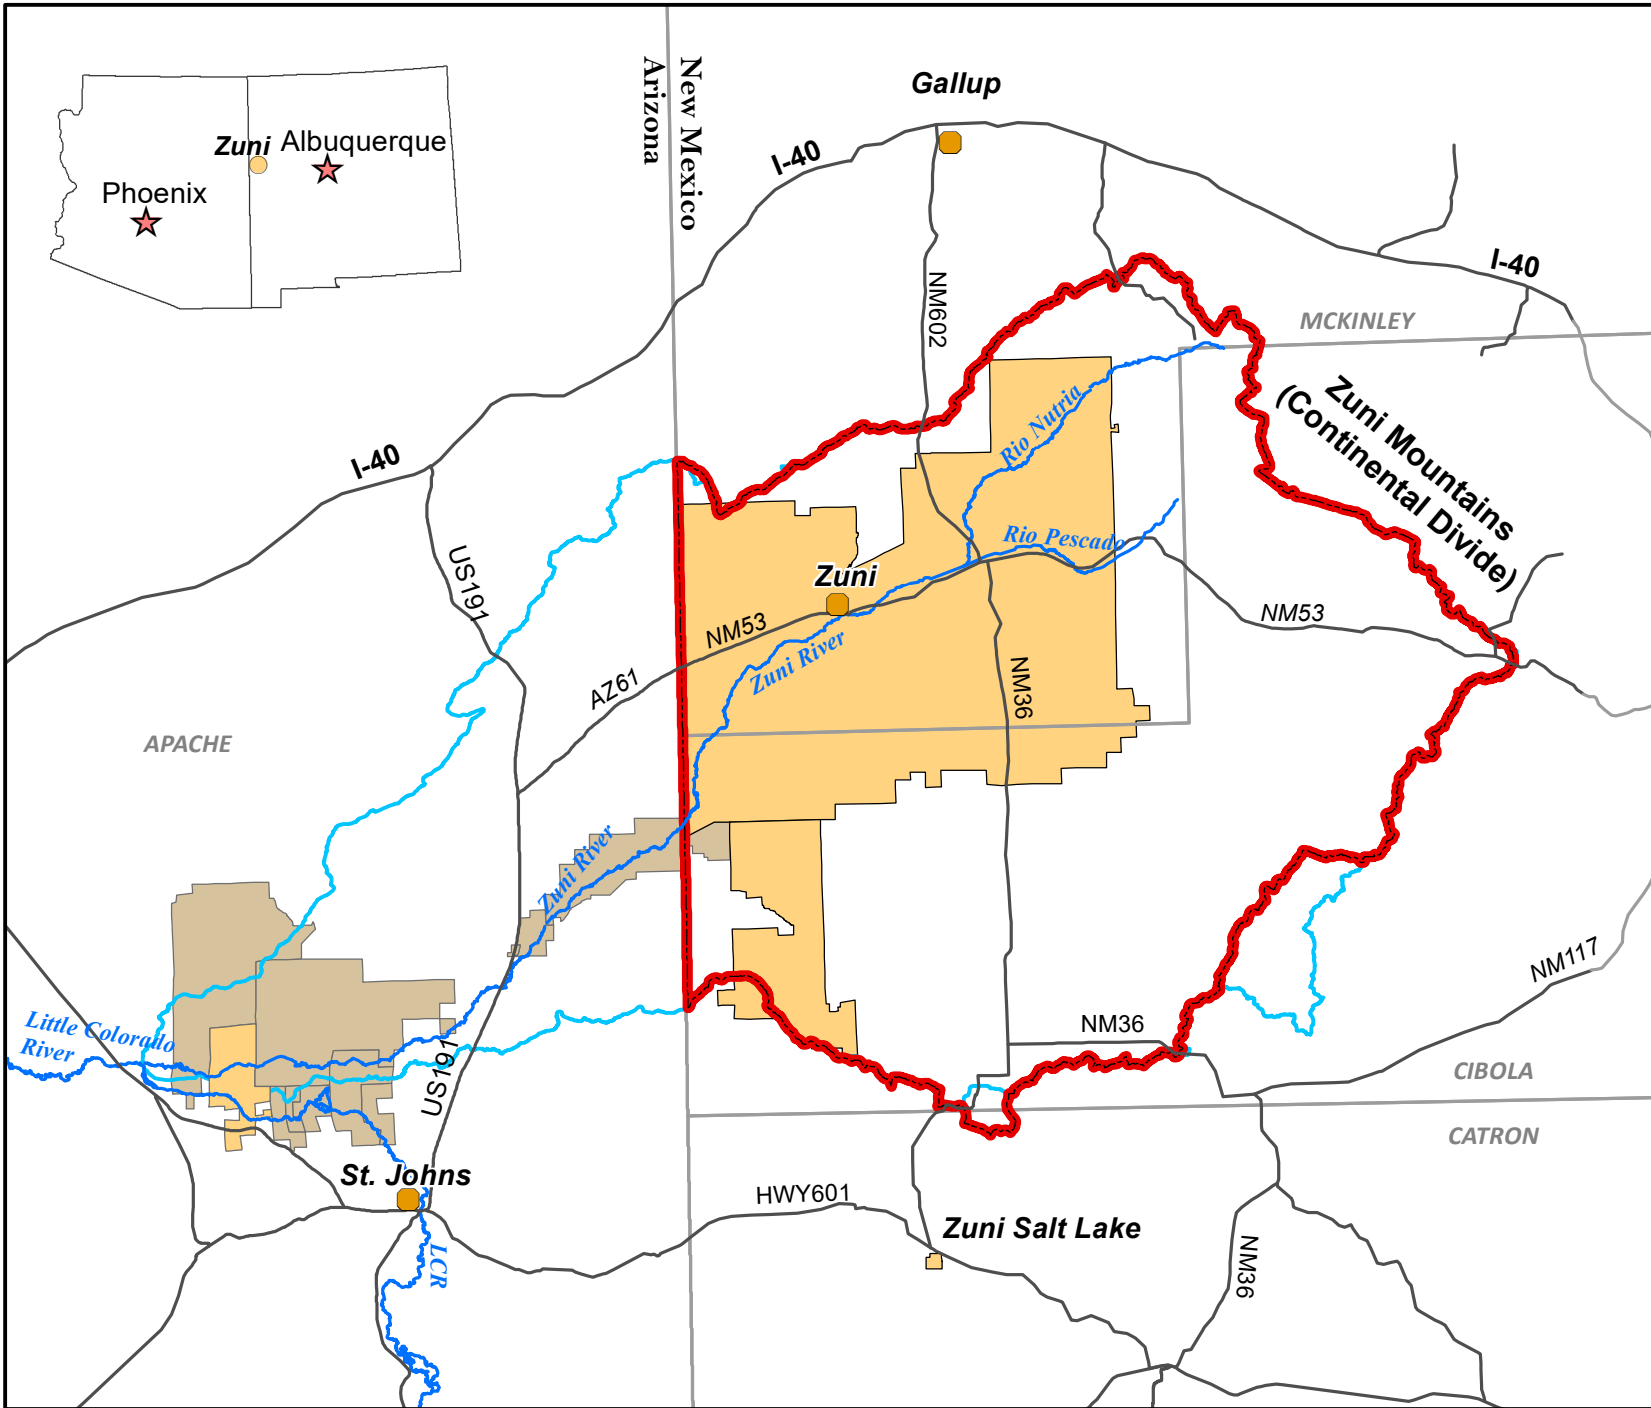 New Mexico
Arizona
Gallup
I-40
Zuni
Albuquerque
Phoenix
I-40
NM602
MCKINLEY
Zuni Mountains
(Continental Divide)
Rio Nutria
I-40
Rio Pescado
US191
Zuni
NM53
NM53
Zuni River
AZ61
NM36
APACHE
Zuni River
NM117
Little Colorado
River
NM36
US191
CIBOLA
CATRON
St. Johns
HWY601
Zuni Salt Lake
LCR
NM36